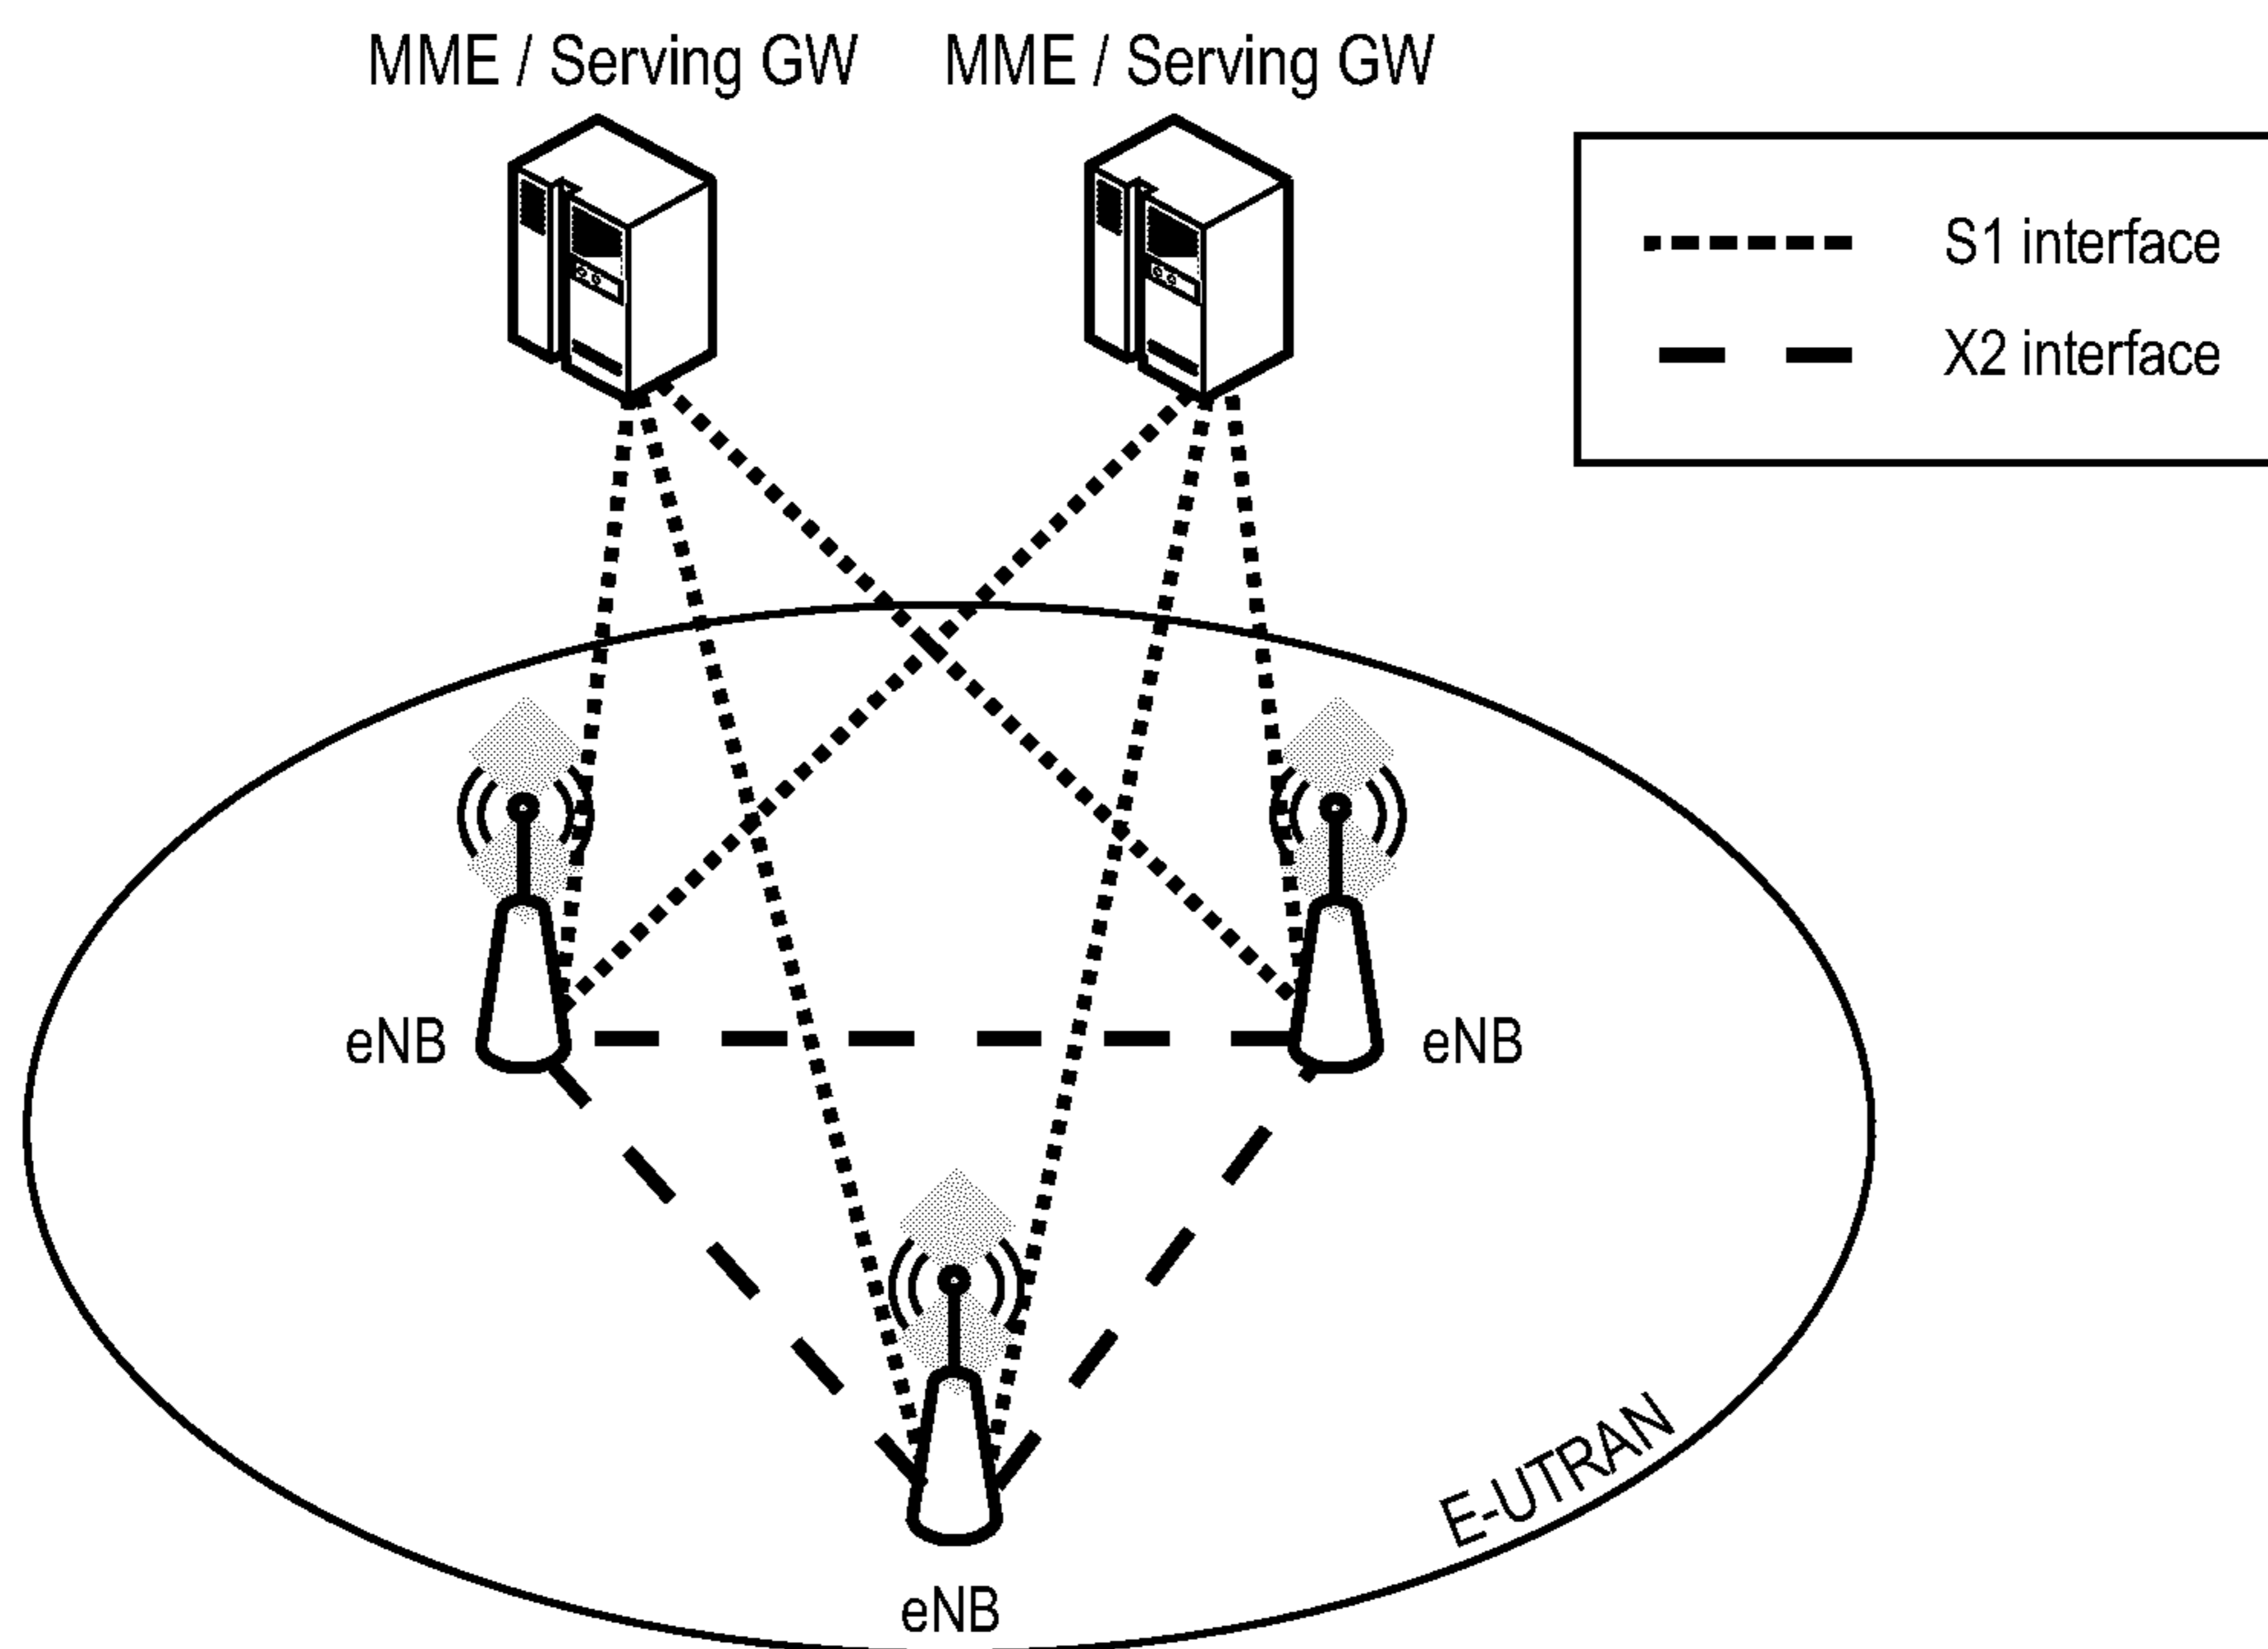 MME / Serving GW
MME / Serving GW
S1 interface
X2 interface
eNB
eNB
eNB
E-UTRAN